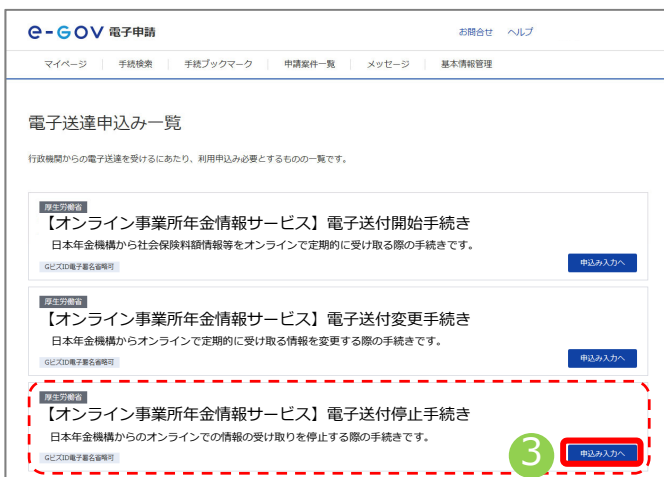 e-GOV 電子申請
お問合せ ヘルプ
マイページ 手続検索 手続ブックマーク 申請案件一覧 メッセージ 基本情報管理
電子送達申込み一覧
行政機関からの電子送達を受けるにあたり、利用申込み必要とするものの一覧です。
厚生労働省
【オンライン事業所年金情報サービス】電子送付開始手続き
日本年金機構から社会保険料額情報等をオンラインで定期的に受け取る際の手続きです。
GビズID電子署名省略可
申込み入力へ
厚生労働省
【オンライン事業所年金情報サービス】電子送付変更手続き
日本年金機構からオンラインで定期的に受け取る情報を変更する際の手続きです。
GビズID電子署名省略可
申込み入力へ
厚生労働省
【オンライン事業所年金情報サービス】電子送付停止手続き
日本年金機構からのオンラインでの情報の受け取りを停止する際の手続きです。
GビズID電子署名省略可
3
申込み入力へ